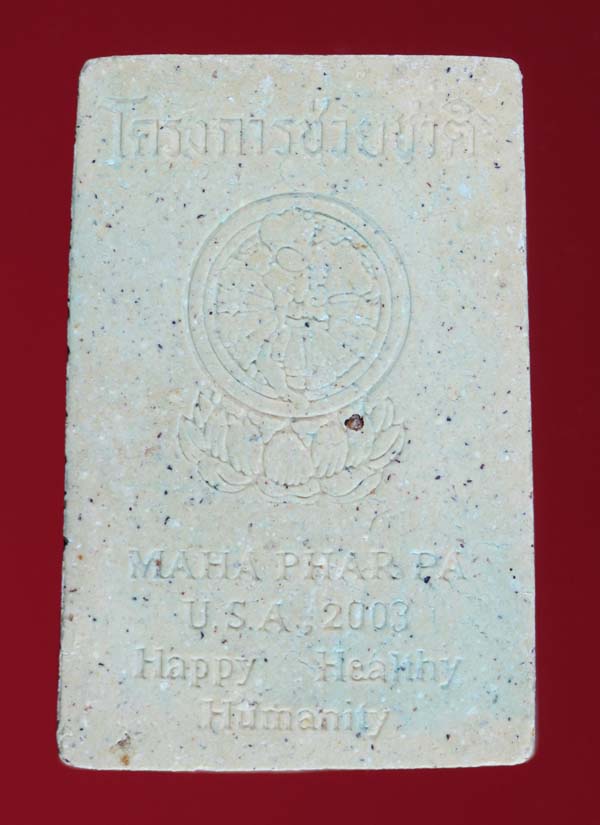 โครงการช่วยชาติ
MAHA PHAR PA
U.S.A. 2003
Happy Healthy
Humanity